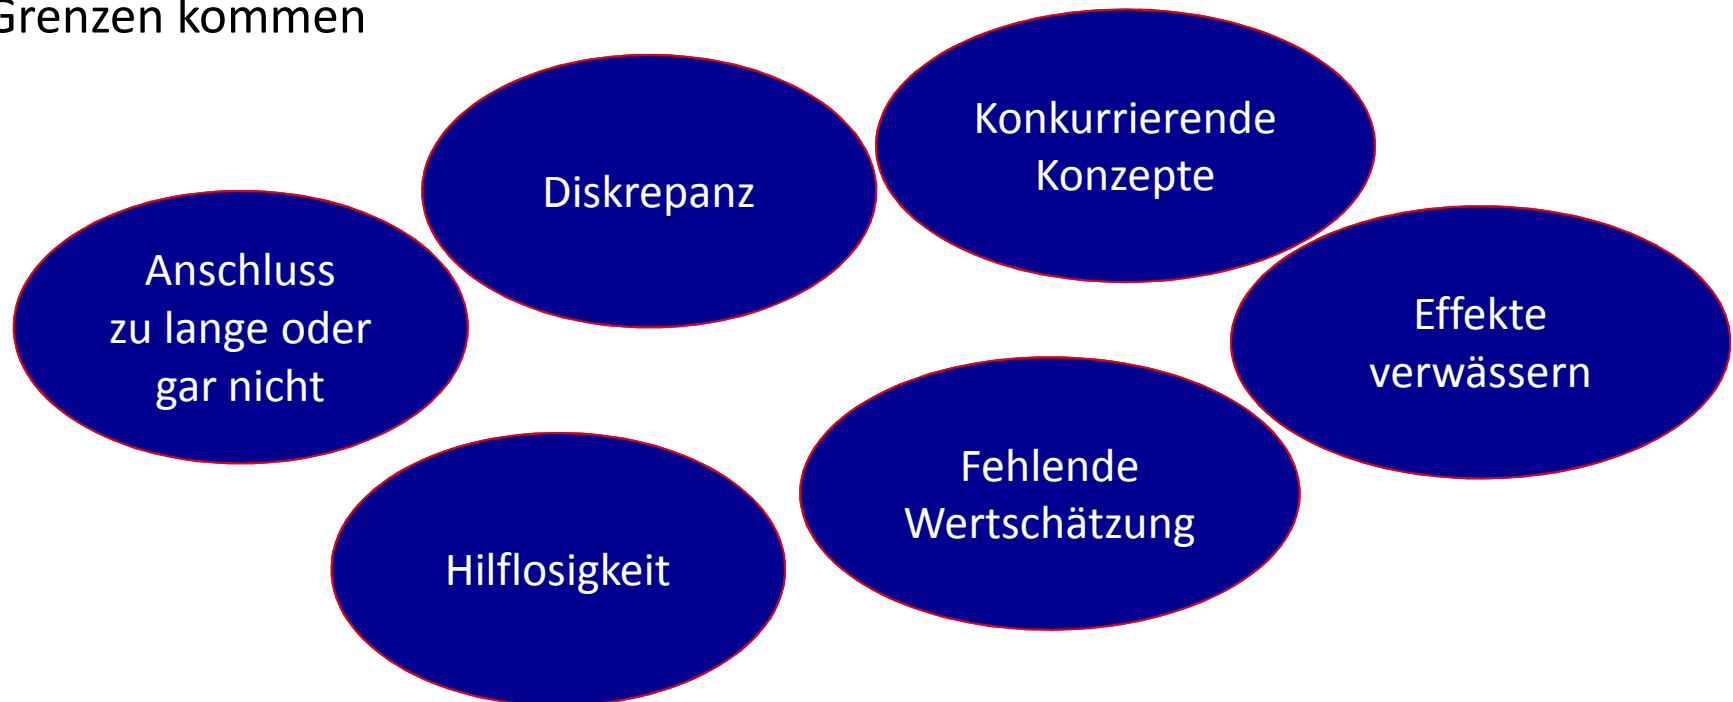 Grenzen kommen
Konkurrierende
Konzepte
Diskrepanz
Anschluss
zu lange oder
gar nicht
Effekte
verwässern
Fehlende
Wertschätzung
Hilflosigkeit